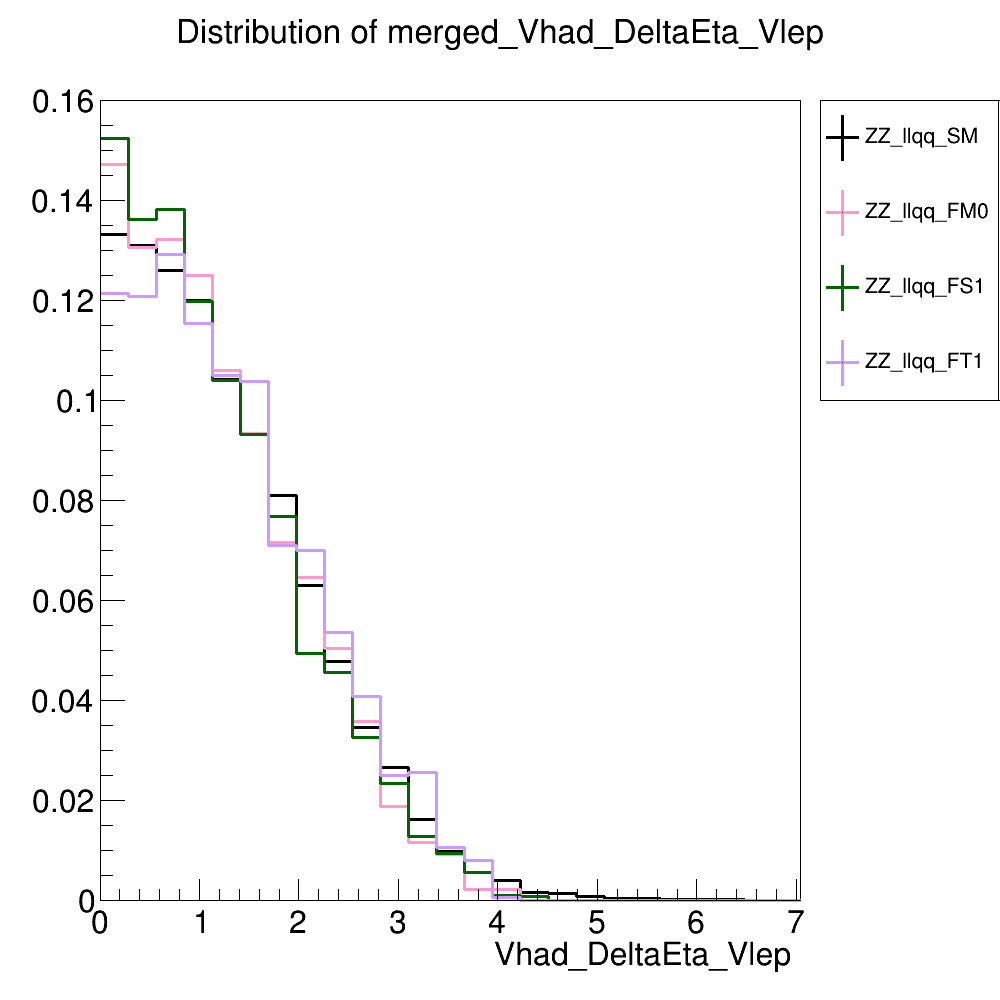 Distribution of merged_Vhad_DeltaEta_Vlep
0.16
0.14
0.12
0.1
0.08
0.06
0.04
0.02
0
0 1 2 3 4 5 6 7
Vhad_DeltaEta_Vlep
ZZ_llqq_SM
ZZ_llqq_FM0
ZZ_llqq_FS1
ZZ_llqq_FT1